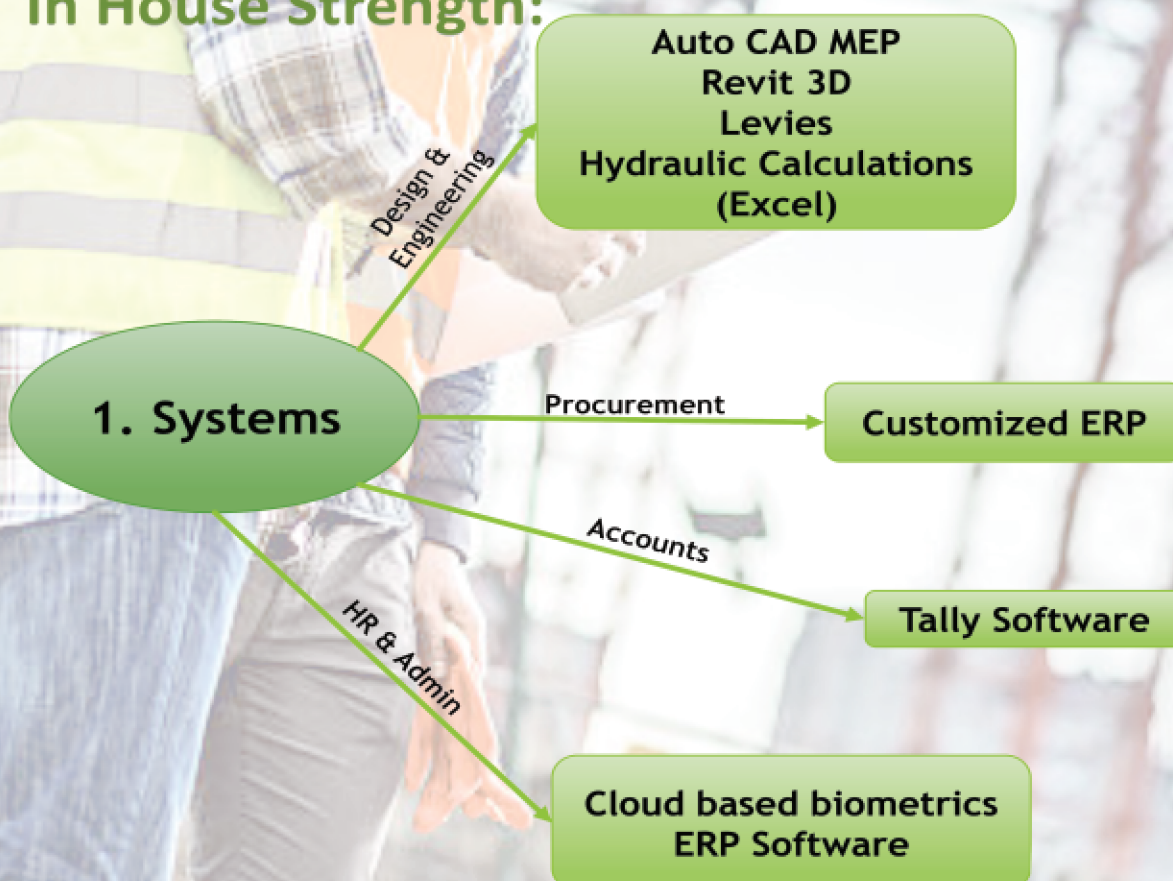 In House Strength:
Auto CAD MEP
Revit 3D
Levies
Hydraulic Calculations
(Excel)
Design &
Engineering
1. Systems
Procurement
Customized ERP
Accounts
Tally Software
HR & Admin
Cloud based biometrics
ERP Software